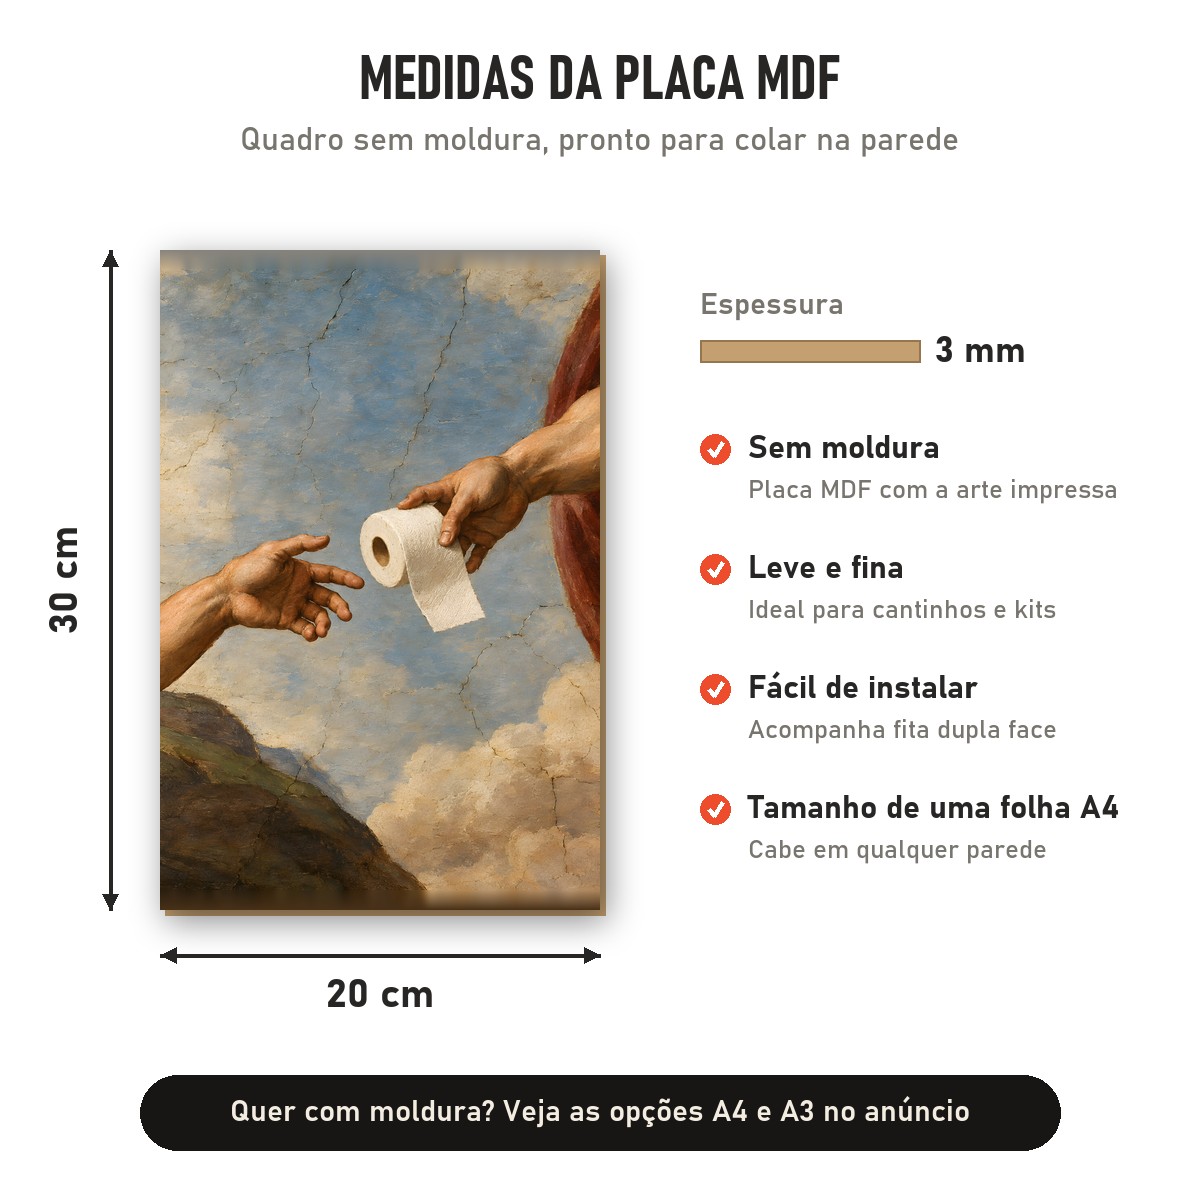 MEDIDAS DA PLACA MDF
Quadro sem moldura, pronto para colar na parede
30 cm
20 cm
Espessura
3 mm
Sem moldura
Placa MDF com a arte impressa
Leve e fina
Ideal para cantinhos e kits
Fácil de instalar
Acompanha fita dupla face
Tamanho de uma folha A4
Cabe em qualquer parede
Quer com moldura? Veja as opções A4 e A3 no anúncio